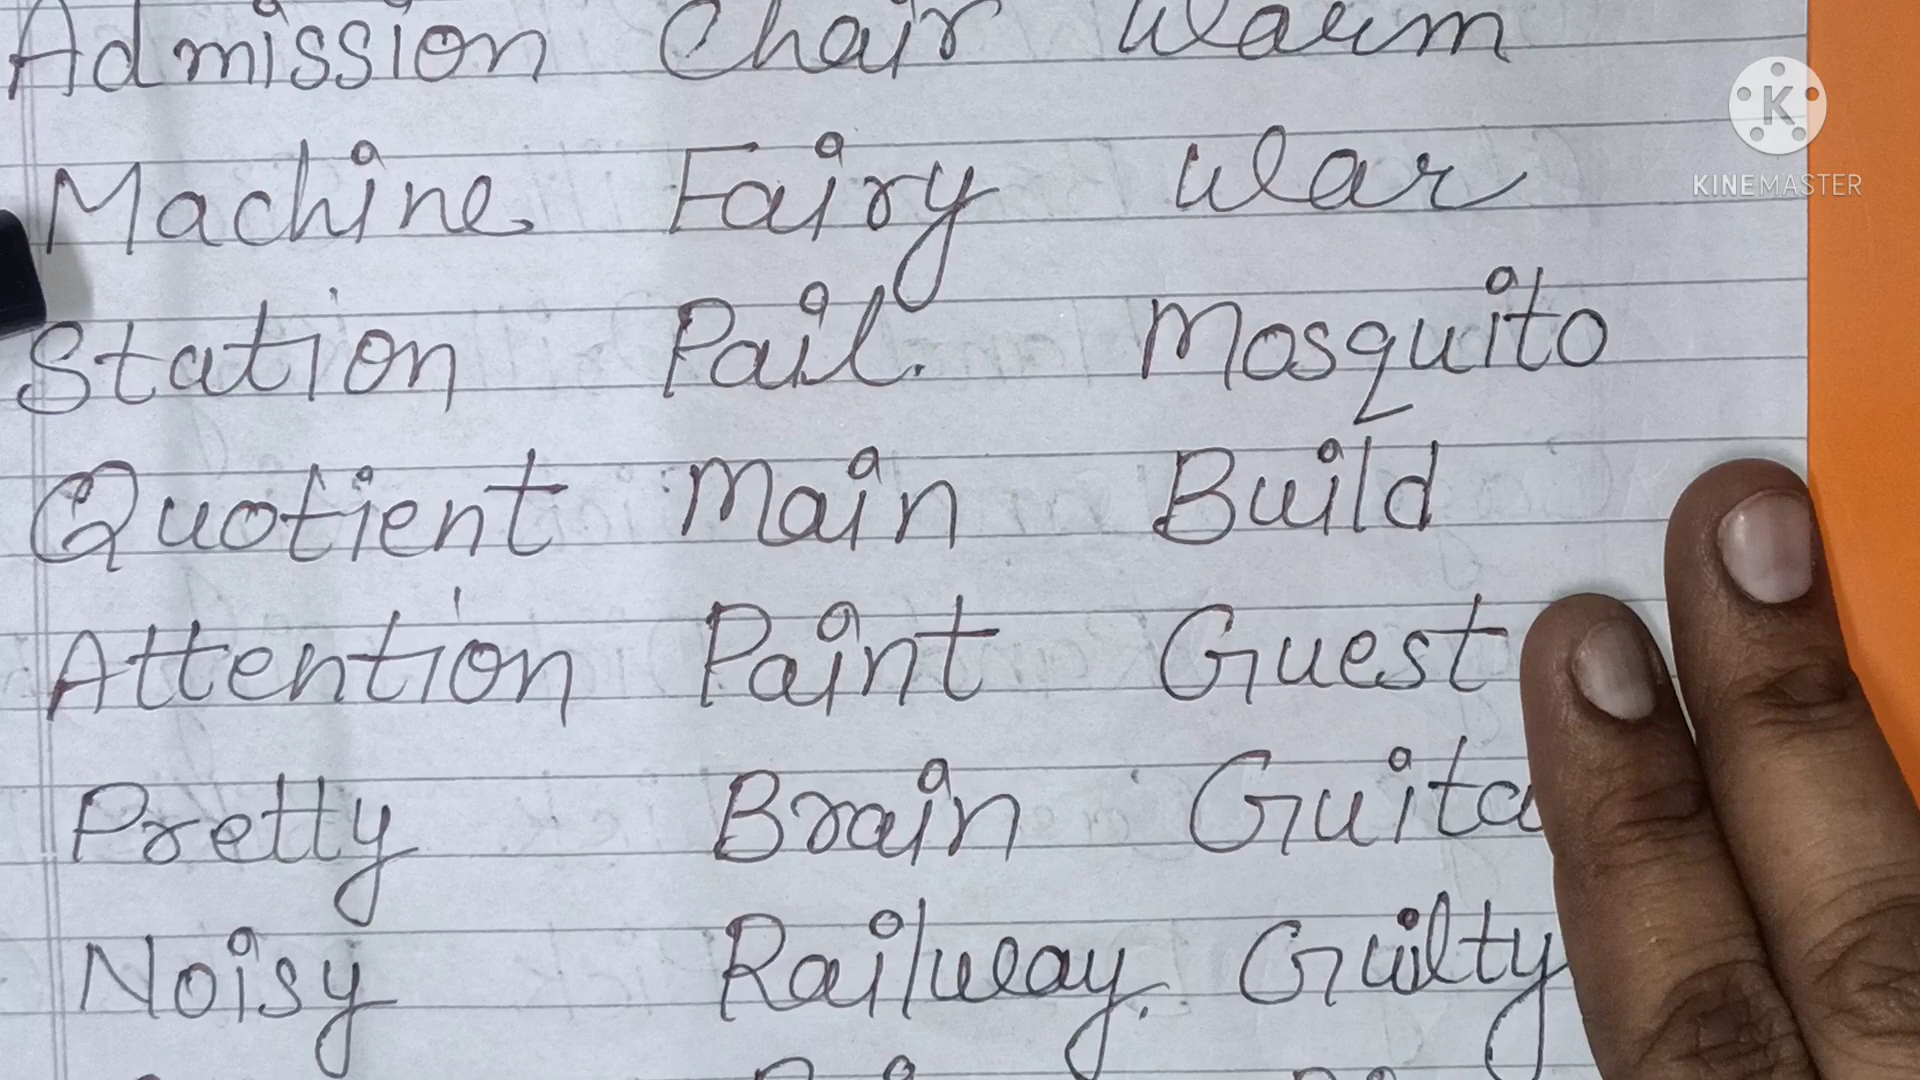 Admission Chair Warm
Machine Fairy War
KINEMASTER
Station Pail. Mosquito
Quotient Main Build
Attention Paint Guest
Pretty Brain Guita
Noisy Railway. Guilty